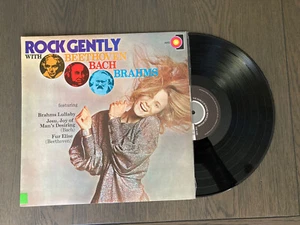 ROCK GENTLY
WITH BEETHOVEN
BACH
BRAHMS
featuring
Brahms Lullaby
Jesu, Joy of
Man's Desiring
(Bach)
Fur Elise
(Beethoven)